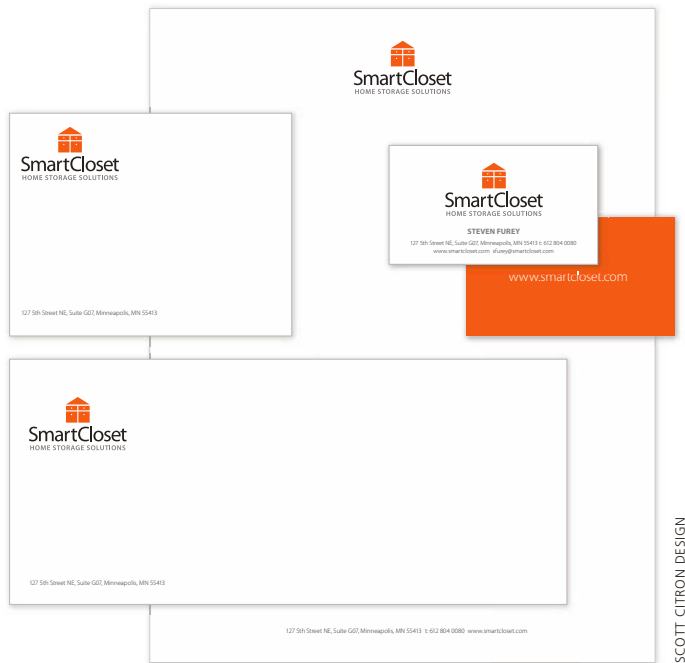 SmartCloset
HOME STORAGE SOLUTIONS
SmartCloset
HOME STORAGE SOLUTIONS
127 5th Street NE, Suite G07, Minneapolis, MN 55413
SmartCloset
HOME STORAGE SOLUTIONS
STEVEN FUREY
127 5th Street NE, Suite G07, Minneapolis, MN 55413 t: 612 804 0080
www.smartcloset.com sfurey@smartcloset.com
www.smartcloset.com
SmartCloset
HOME STORAGE SOLUTIONS
127 5th Street NE, Suite G07, Minneapolis, MN 55413
127 5th Street NE, Suite G07, Minneapolis, MN 55413 t: 612 804 0080 www.smartcloset.com
SCOTT CITRON DESIGN